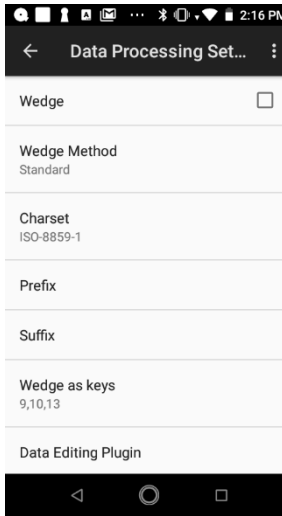 2:16 PM
Data Processing Set...
Wedge
Wedge Method
Standard
Charset
ISO-8859-1
Prefix
Suffix
Wedge as keys
9,10,13
Data Editing Plugin